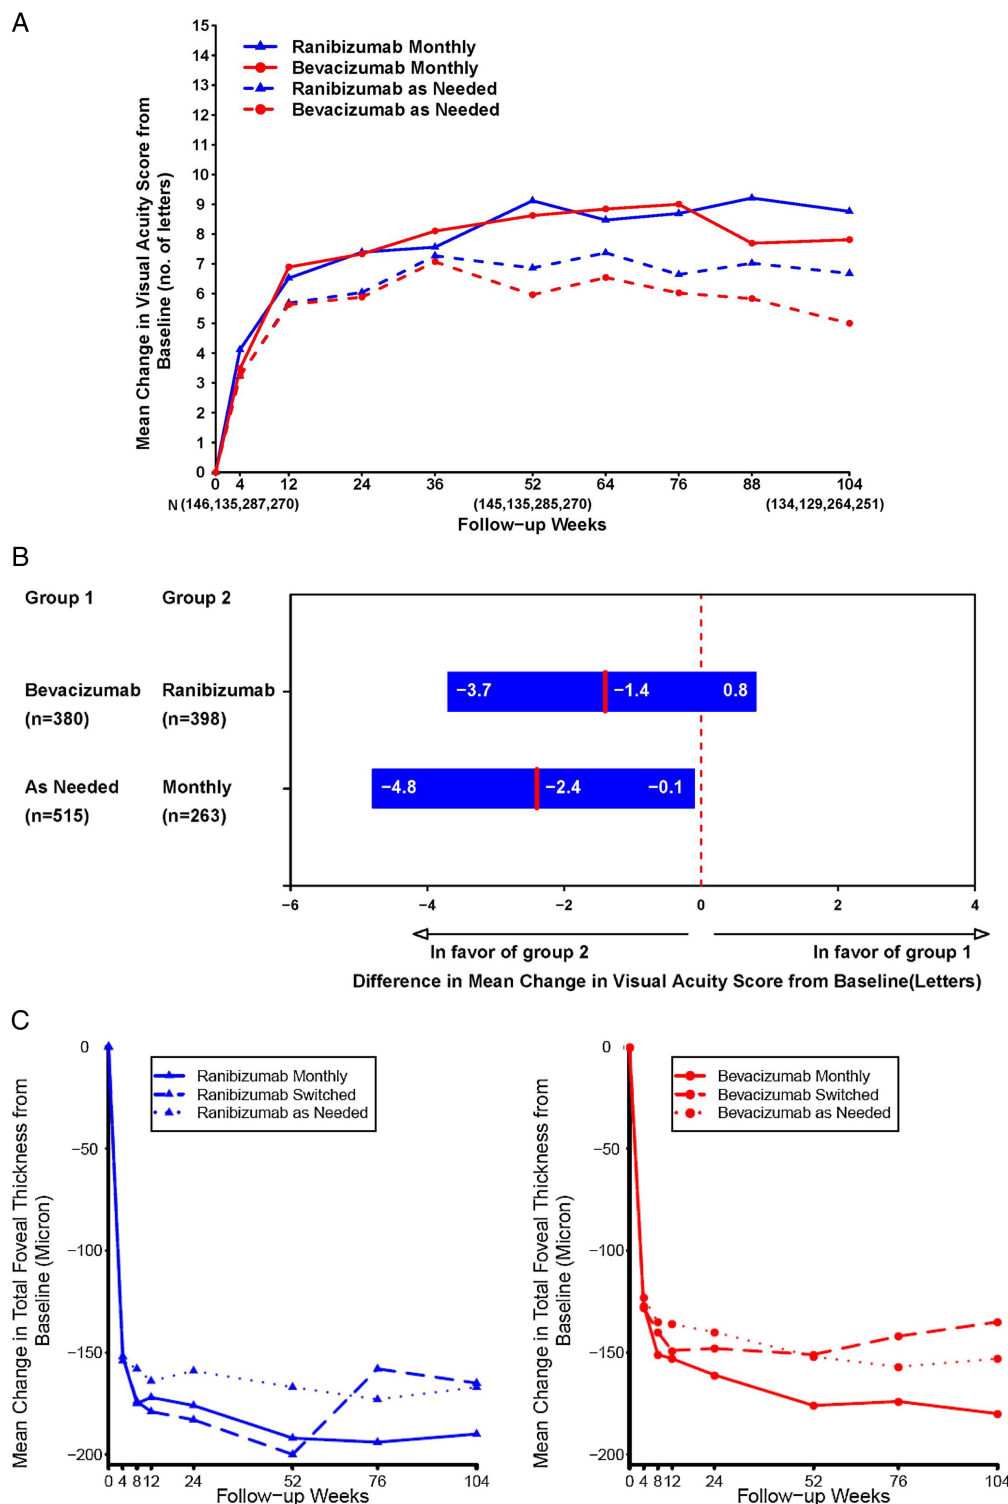 A
Mean Change in Visual Acuity Score from
Baseline (no. of letters)
15
14
13
12
11
10
9
8
7
6
5
4
3
2
1
0
Ranibizumab Monthly
Bevacizumab Monthly
Ranibizumab as Needed
Bevacizumab as Needed
0 4 12 24 36 52 64 76 88 104
N (146,135,287,270) (145,135,285,270) (134,129,264,251)
Follow−up Weeks
B
Group 1 Group 2
Bevacizumab Ranibizumab −3.7 −1.4 0.8
(n=380) (n=398)
As Needed Monthly −4.8 −2.4 −0.1
(n=515) (n=263)
−6 −4 −2 0 2 4
In favor of group 2 In favor of group 1
Difference in Mean Change in Visual Acuity Score from Baseline(Letters)
C
Mean Change in Total Foveal Thickness from
Baseline (Micron)
0
−50
−100
−150
−200
Ranibizumab Monthly
Ranibizumab Switched
Ranibizumab as Needed
0 4 8 12 24 52 76 104
Follow−up Weeks
Mean Change in Total Foveal Thickness from
Baseline (Micron)
0
−50
−100
−150
−200
Bevacizumab Monthly
Bevacizumab Switched
Bevacizumab as Needed
0 4 8 12 24 52 76 104
Follow−up Weeks